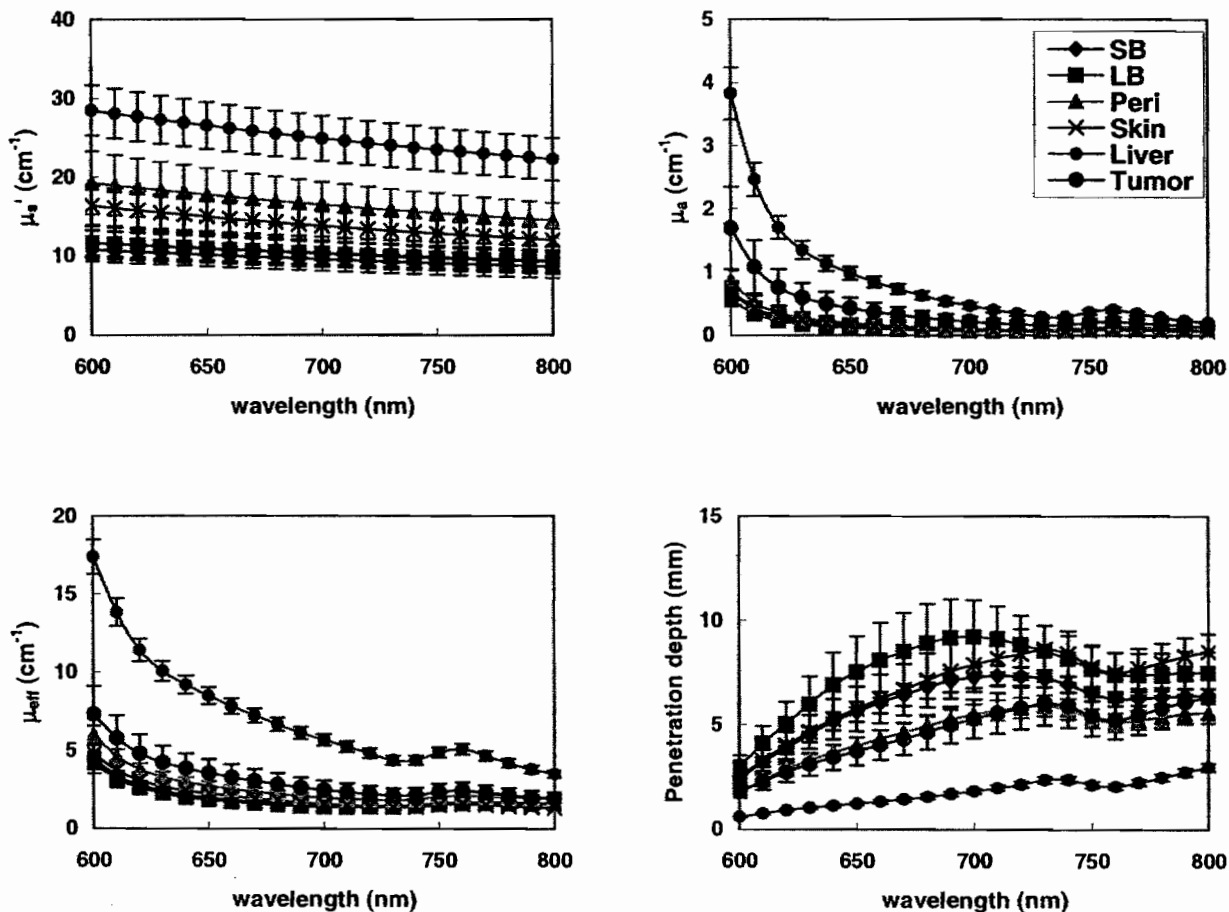 40
30
20
10
0
μs' (cm-1)
600 650 700 750 800
wavelength (nm)
5
4
3
2
1
0
μa (cm-1)
600 650 700 750 800
wavelength (nm)
SB
LB
Peri
Skin
Liver
Tumor
20
15
10
5
0
μeff (cm-1)
600 650 700 750 800
wavelength (nm)
15
10
5
0
Penetration depth (mm)
600 650 700 750 800
wavelength (nm)